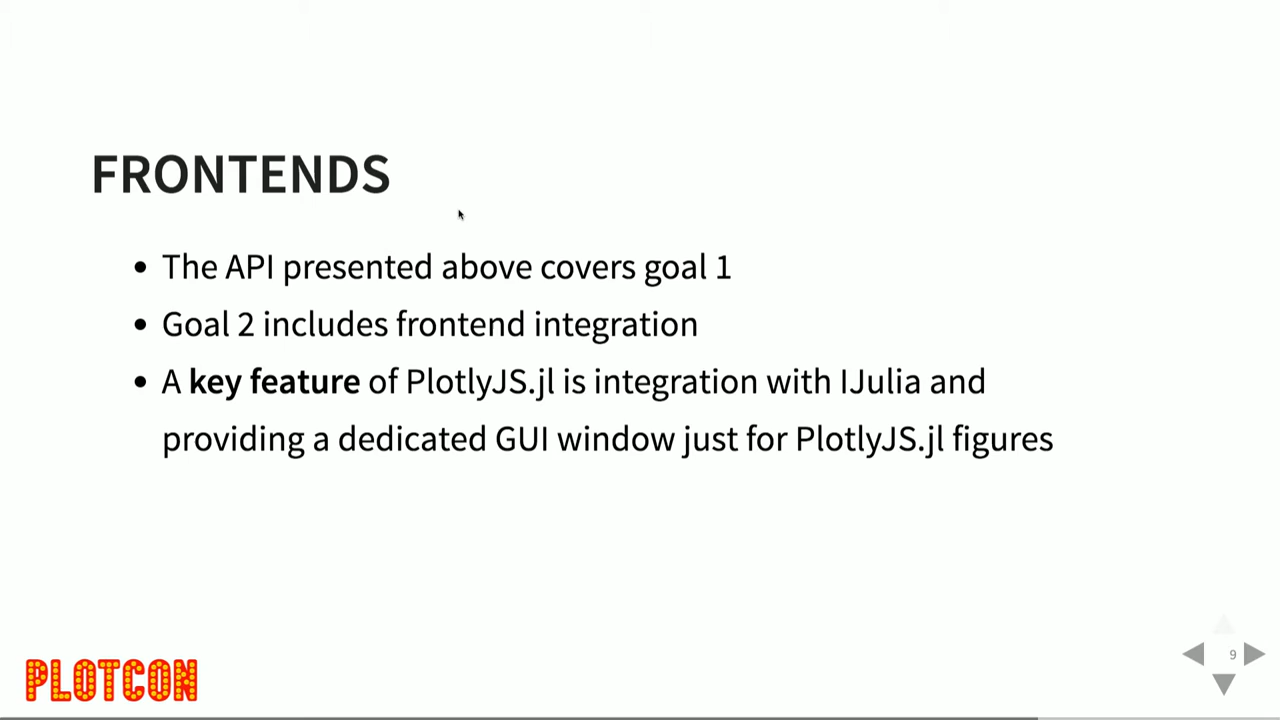 FRONTENDS
• The API presented above covers goal 1
• Goal 2 includes frontend integration
• A key feature of PlotlyJS.jl is integration with IJulia and
providing a dedicated GUI window just for PlotlyJS.jl figures
PLOTCON
9